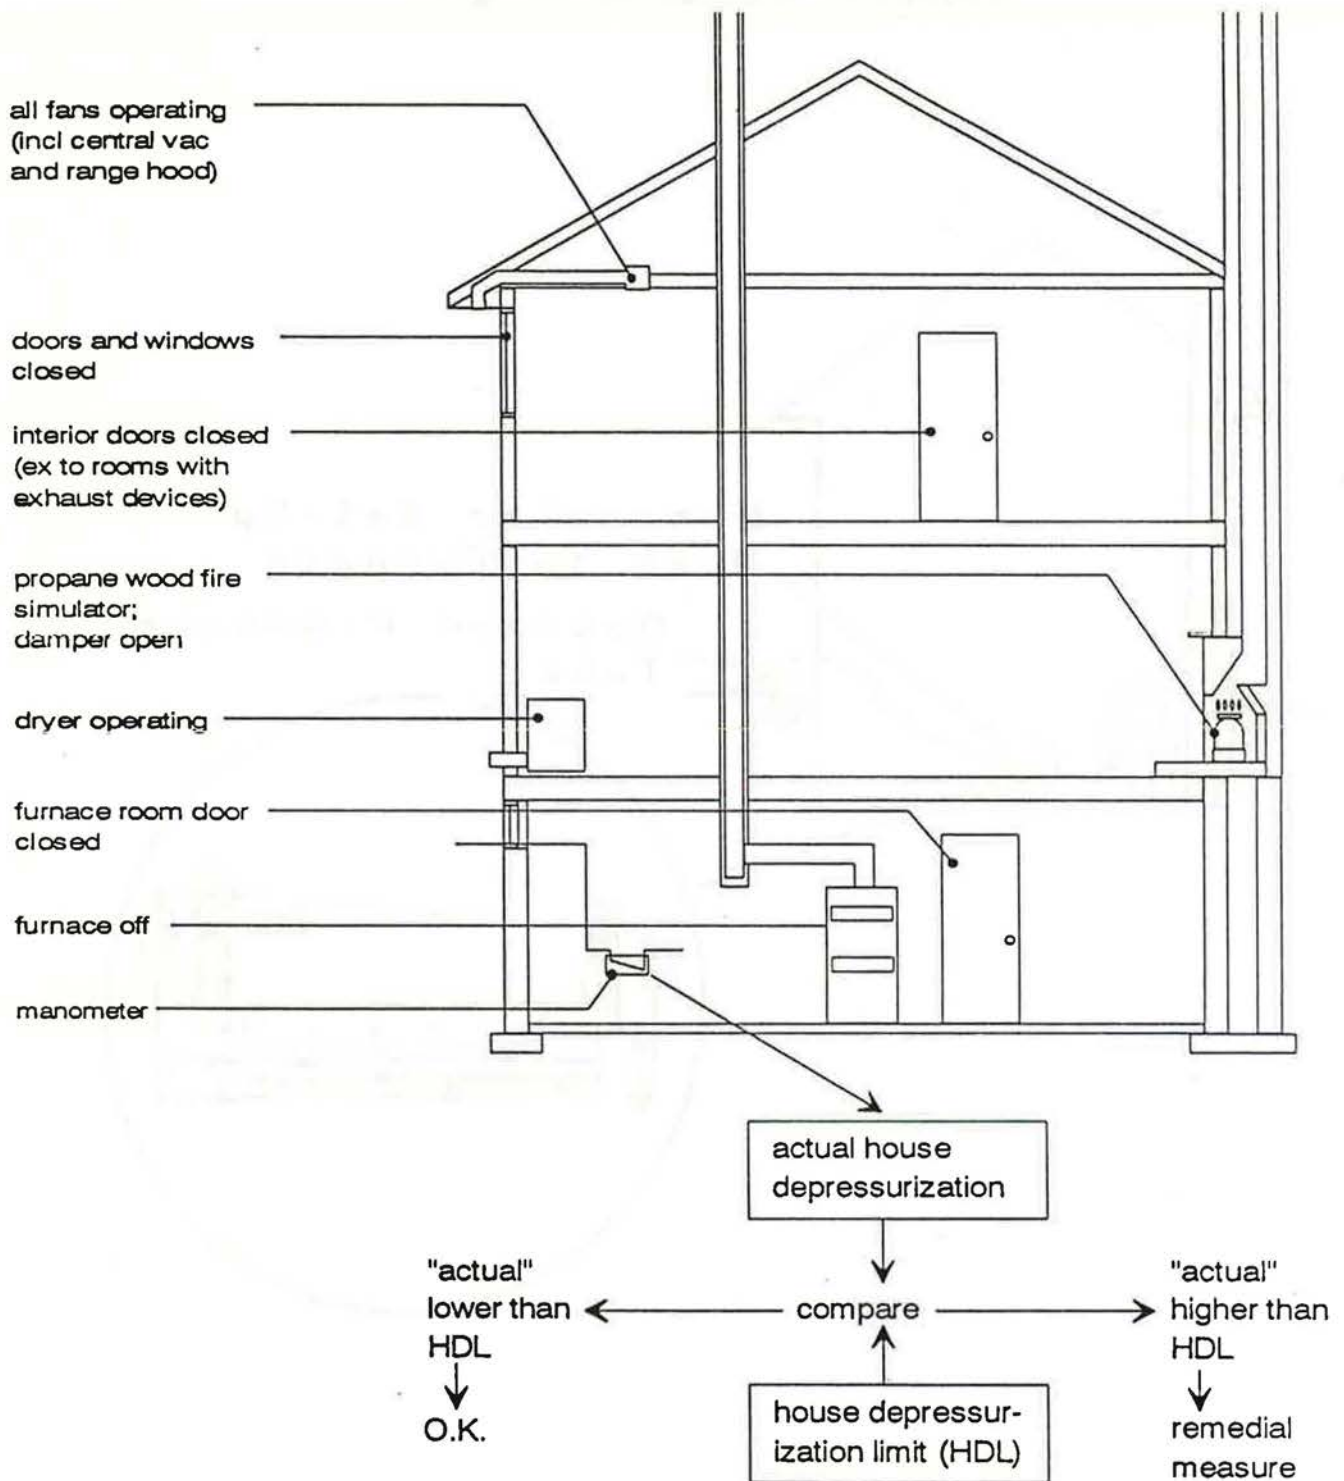 all fans operating
(incl central vac
and range hood)
doors and windows
closed
interior doors closed
(ex to rooms with
exhaust devices)
propane wood fire
simulator;
damper open
dryer operating
furnace room door
closed
furnace off
manometer
actual house
depressurization
"actual"
lower than
HDL
O.K.
compare
"actual"
higher than
HDL
remedial
measure
house depressur-
ization limit (HDL)